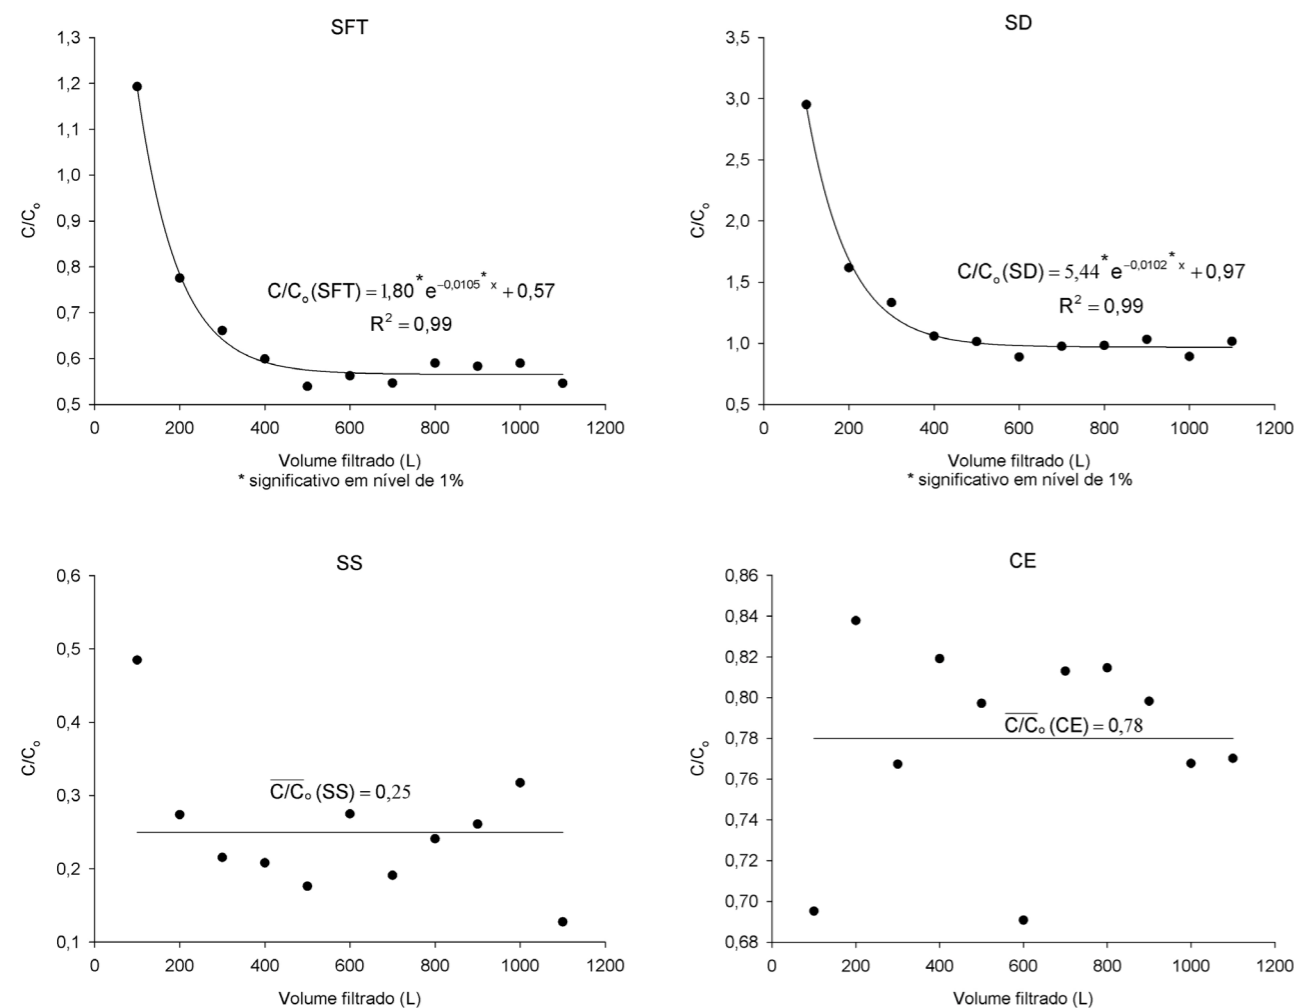 SFT
1,3
1,2
1,1
1,0
0,9
0,8
0,7
0,6
0,5
C/Co
C/Co(SFT) = 1,80* e−0,0105* x + 0,57
R2 = 0,99
0 200 400 600 800 1000 1200
Volume filtrado (L)
* significativo em nível de 1%
SD
3,5
3,0
2,5
2,0
1,5
1,0
0,5
C/Co
C/Co(SD) = 5,44* e−0,0102* x + 0,97
R2 = 0,99
0 200 400 600 800 1000 1200
Volume filtrado (L)
* significativo em nível de 1%
SS
0,6
0,5
0,4
0,3
0,2
0,1
C/Co
C/Co (SS) = 0,25
0 200 400 600 800 1000 1200
Volume filtrado (L)
CE
0,86
0,84
0,82
0,80
0,78
0,76
0,74
0,72
0,70
0,68
C/Co
C/Co (CE) = 0,78
0 200 400 600 800 1000 1200
Volume filtrado (L)